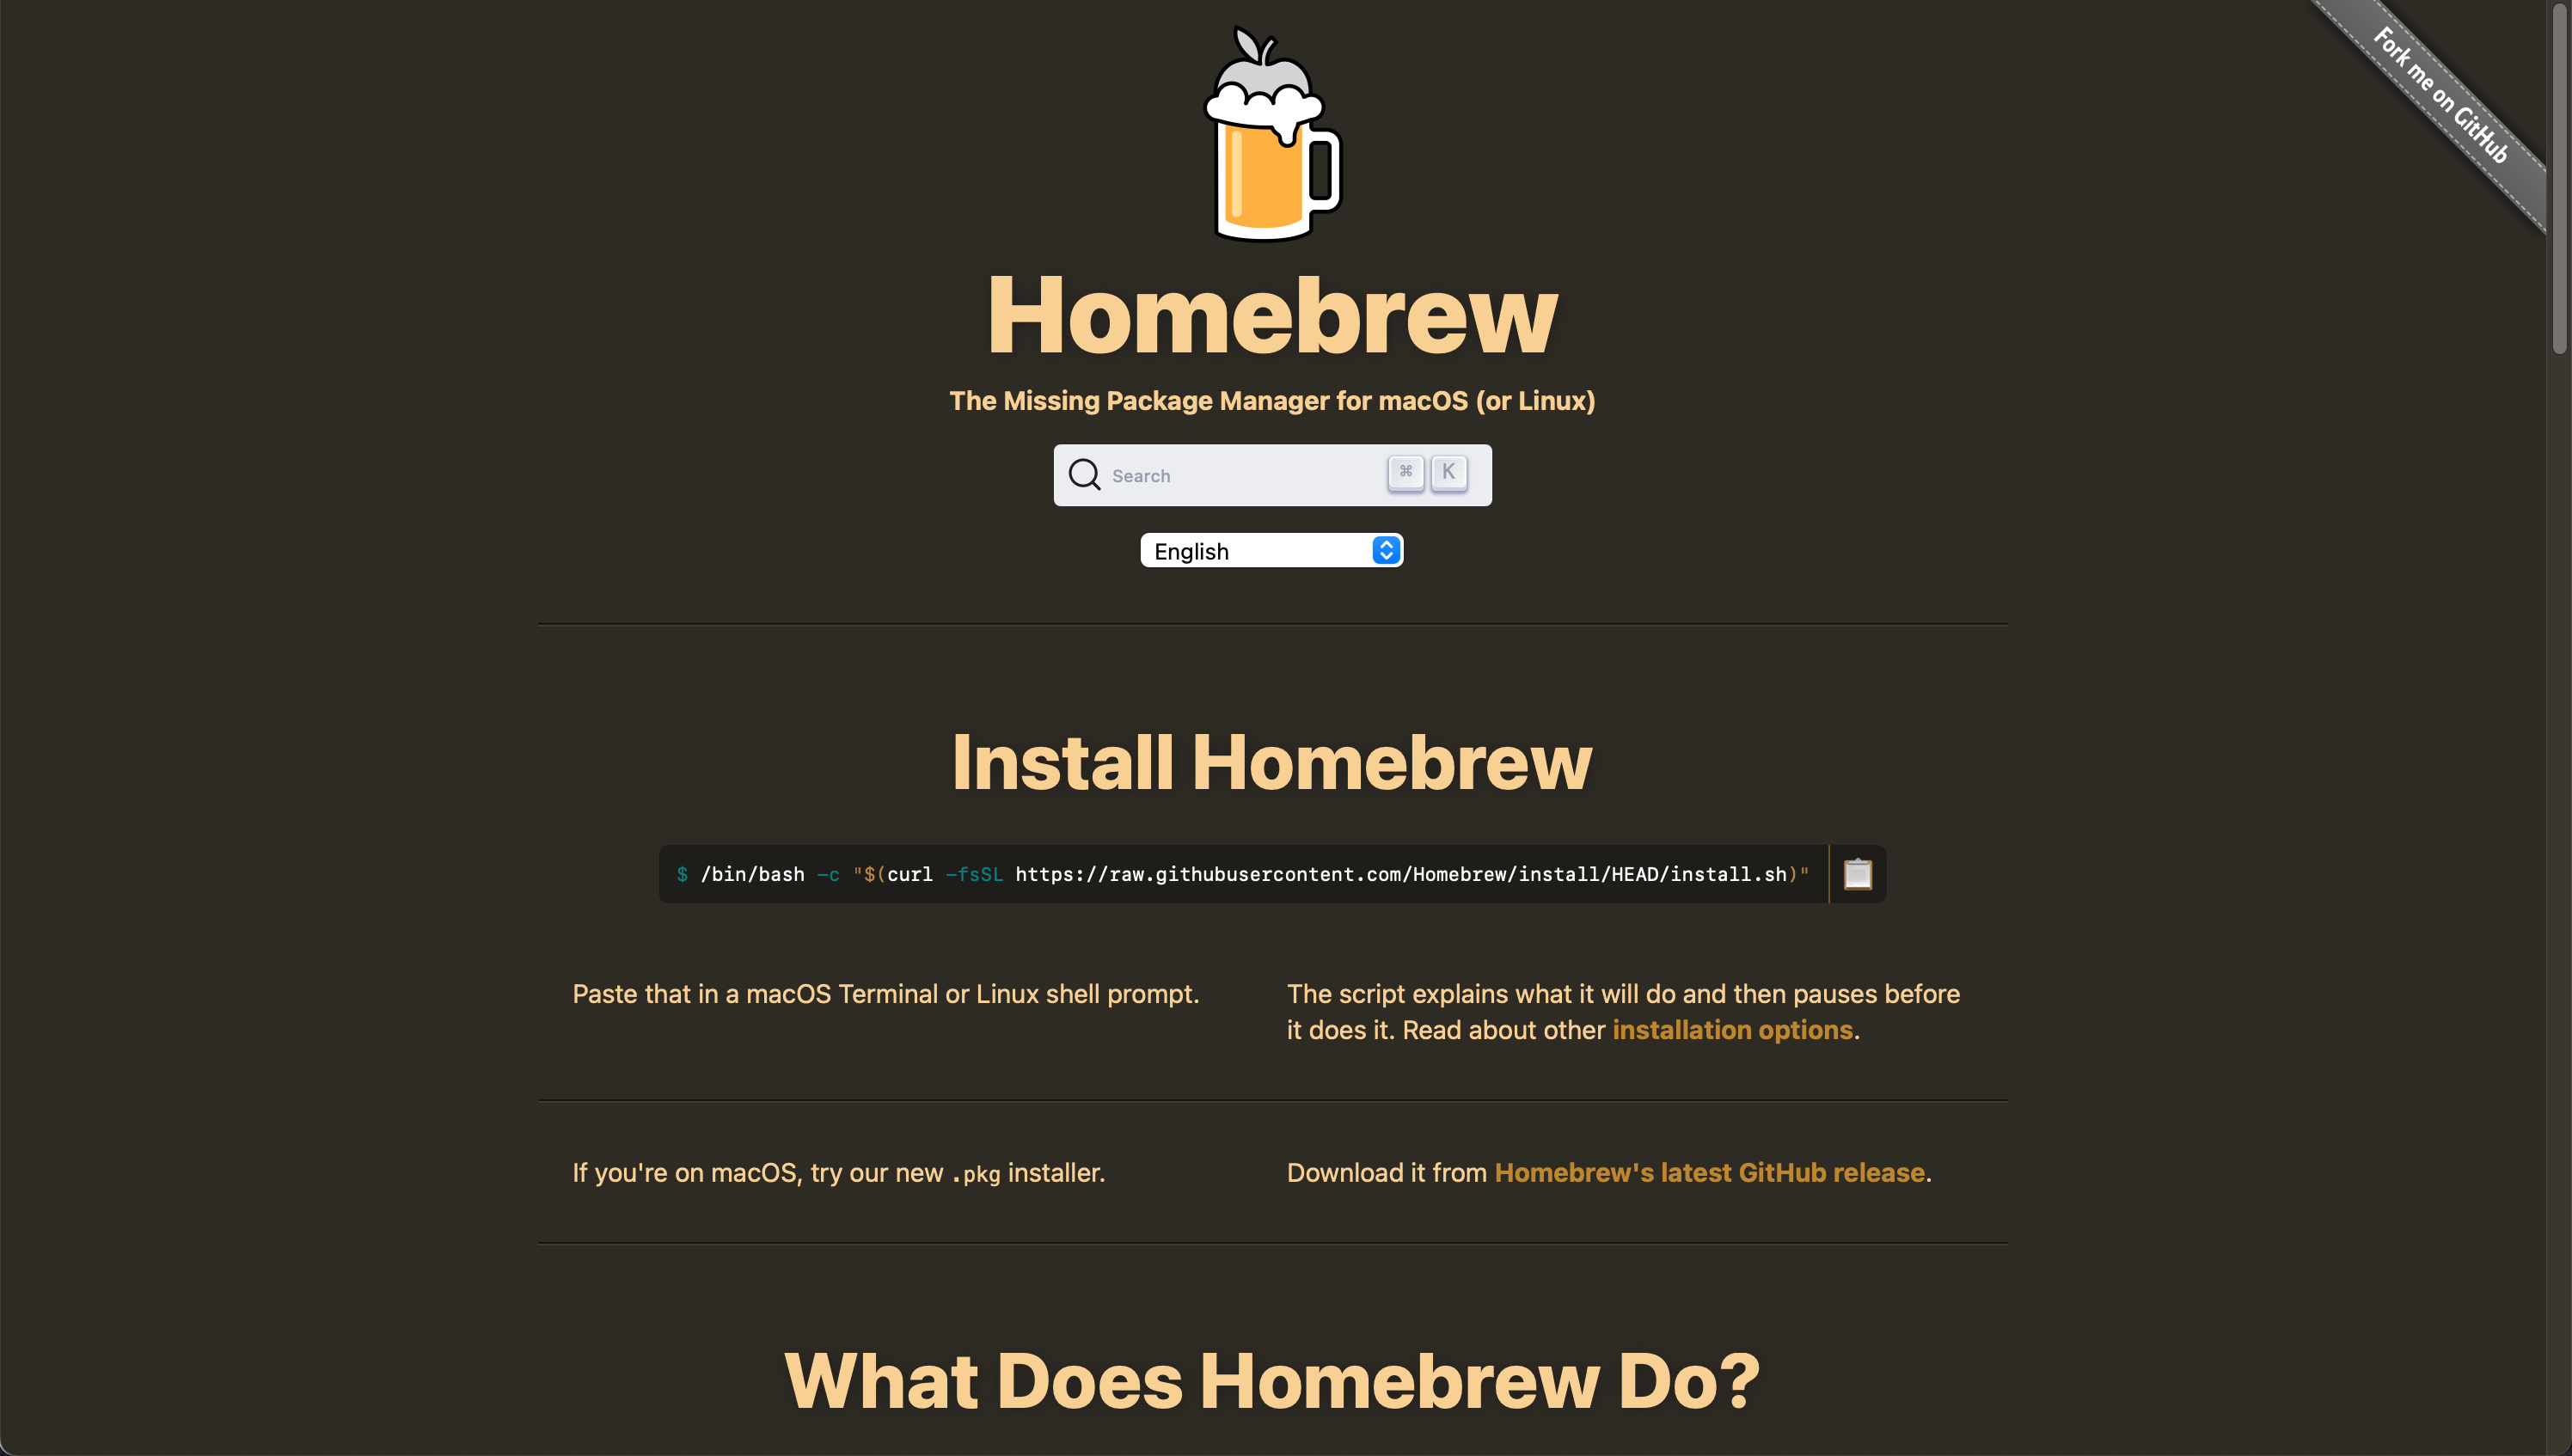 Fork me on GitHub
Homebrew
The Missing Package Manager for macOS (or Linux)
Search ⌘ K
English
Install Homebrew
$ /bin/bash -c "$(curl -fsSL https://raw.githubusercontent.com/Homebrew/install/HEAD/install.sh)"
Paste that in a macOS Terminal or Linux shell prompt.
The script explains what it will do and then pauses before
it does it. Read about other installation options.
If you're on macOS, try our new .pkg installer.
Download it from Homebrew's latest GitHub release.
What Does Homebrew Do?